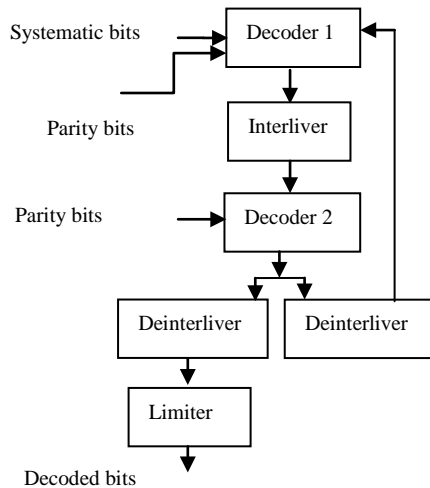 Systematic bits
Decoder 1
Parity bits
Interliver
Parity bits
Decoder 2
Deinterliver
Deinterliver
Limiter
Decoded bits